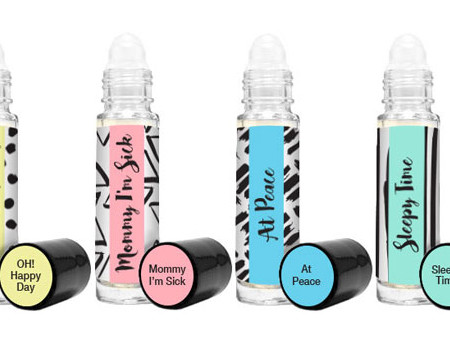 Mommy I'm Sick
At Peace
Sleepy Time
OH!
Happy
Day
Mommy
I'm Sick
At
Peace